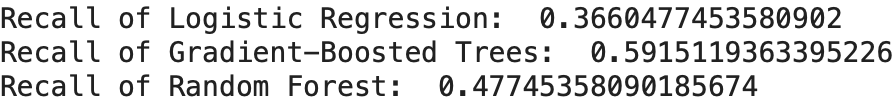 Recall of Logistic Regression:  0.3660477453580902
Recall of Gradient-Boosted Trees:  0.5915119363395226
Recall of Random Forest:  0.47745358090185674